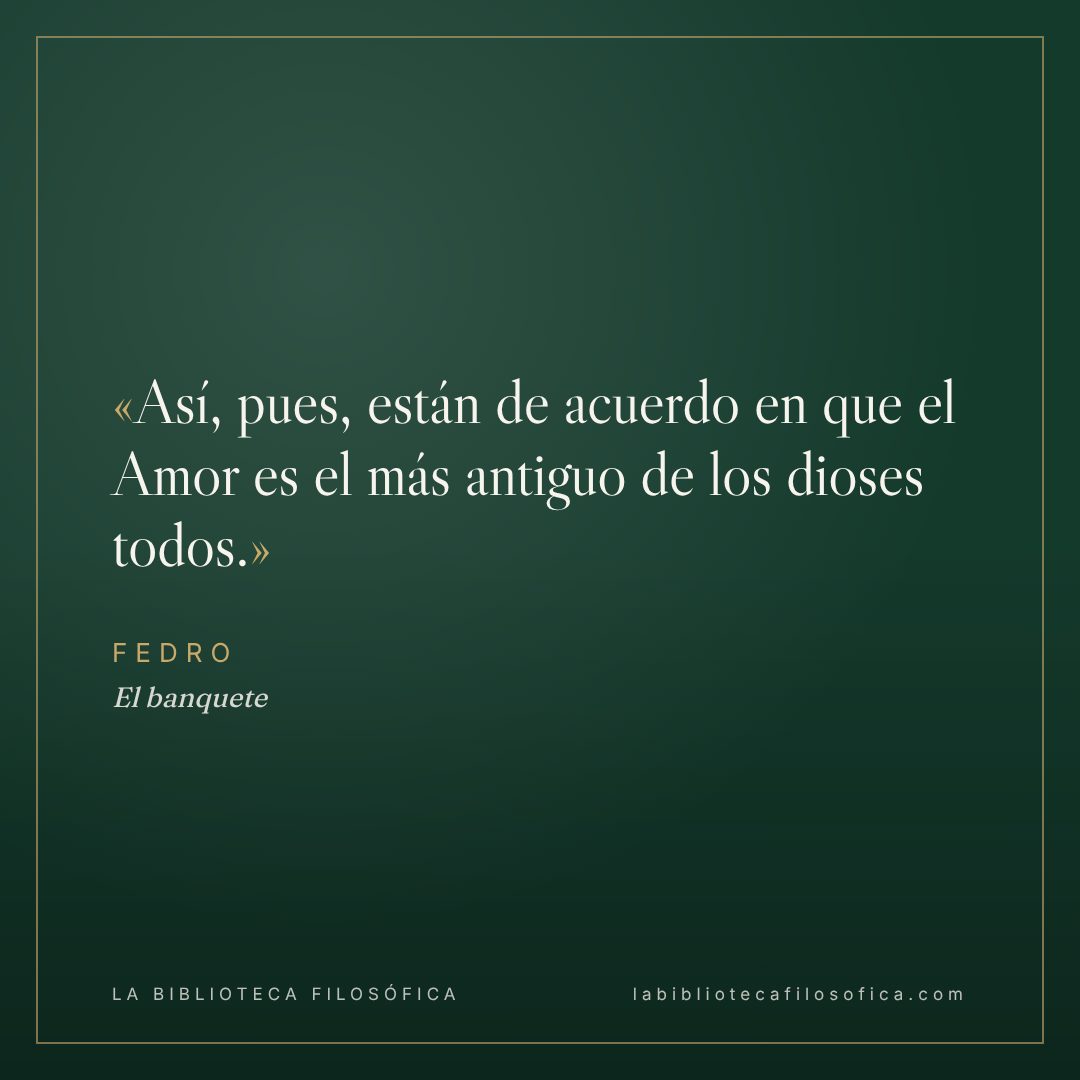 «Así, pues, están de acuerdo en que el
Amor es el más antiguo de los dioses
todos.»
FEDRO
El banquete
LA BIBLIOTECA FILOSÓFICA
labibliotecafilosofica.com